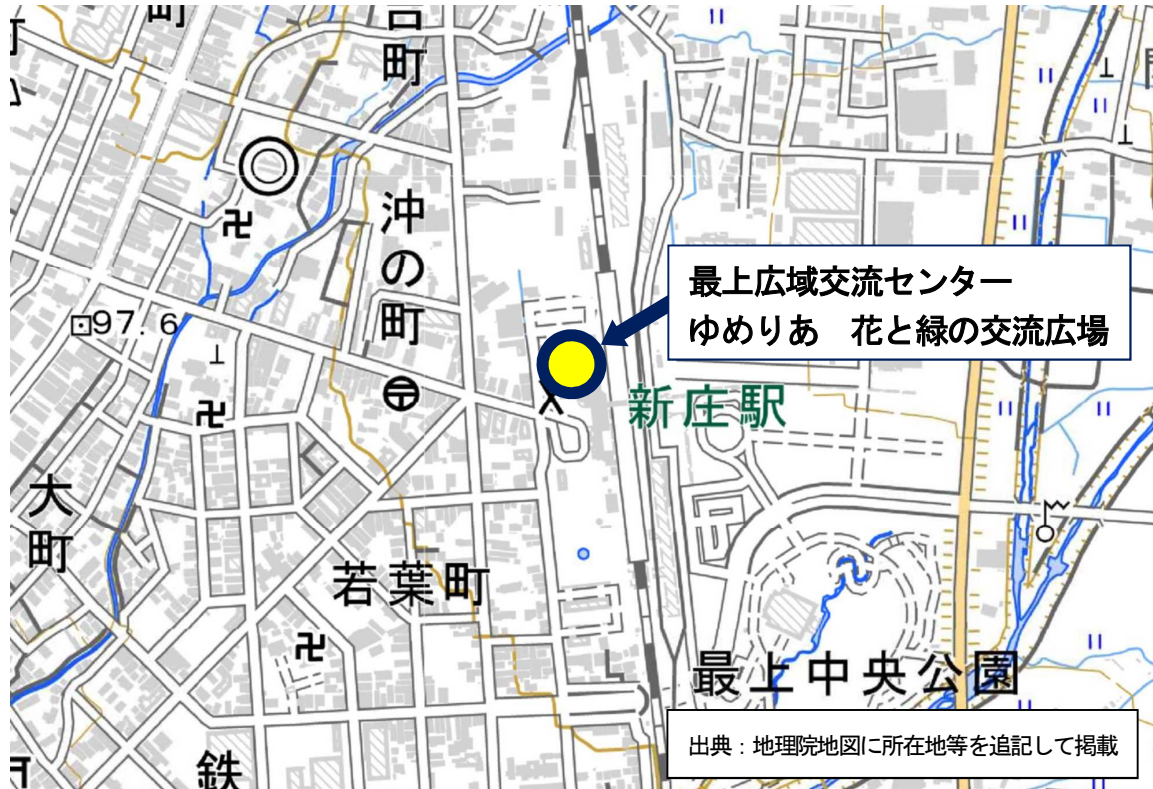 町
沖の町
97.6
最上広域交流センター
ゆめりあ 花と緑の交流広場
新庄駅
大町
若葉町
最上中央公園
出典：地理院地図に所在地等を追記して掲載
鉄